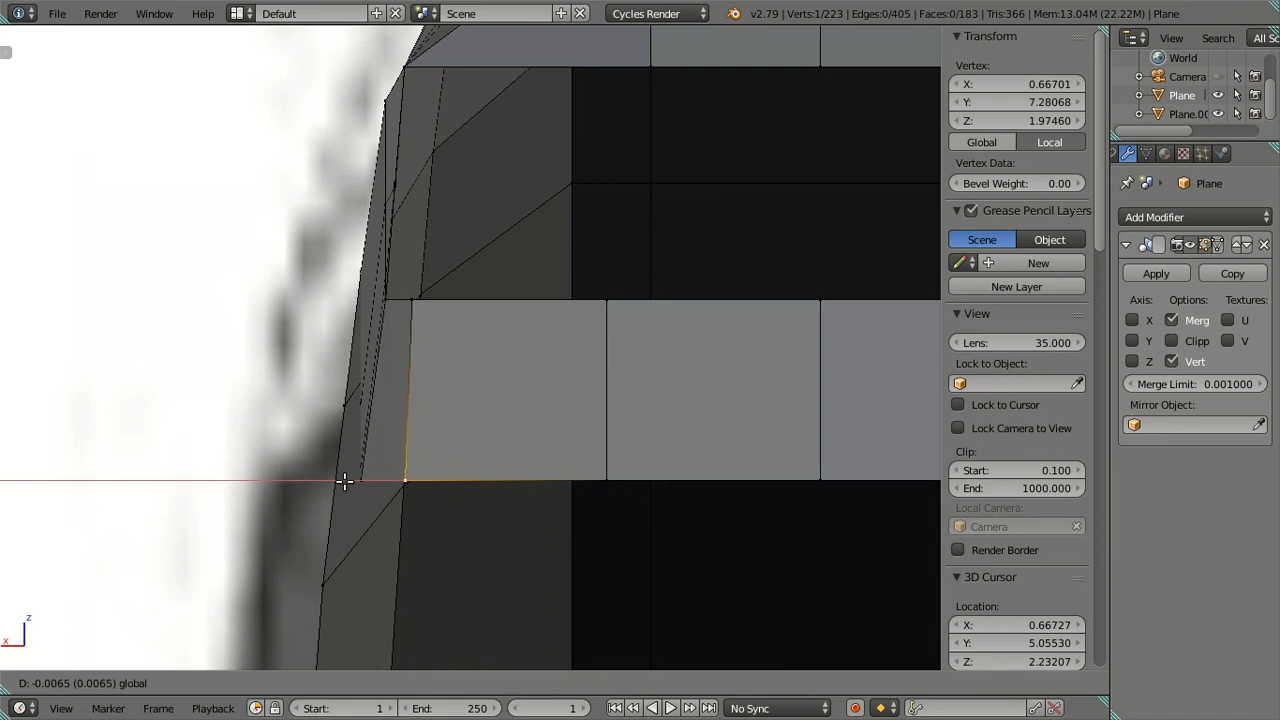 File Render Window Help Default Scene Cycles Render v2.79 | Verts:1/223 | Edges:0/405 | Faces:0/183 | Tris:366 | Mem:13.04M (22.22M) | Plane
Transform
Vertex:
X: 0.66701
Y: 7.28068
Z: 1.97460
Global Local
Vertex Data:
Bevel Weight: 0.00
Grease Pencil Layers
Scene Object
New
New Layer
View
Lens: 35.000
Lock to Object:
Lock to Cursor
Lock Camera to View
Clip:
Start: 0.100
End: 1000.000
Local Camera:
Camera
Render Border
3D Cursor
Location:
X: 0.66727
Y: 5.05530
Z: 2.23207
View Search All Sc
World
Camera
Plane
Plane.00
Plane
Add Modifier
Apply Copy
Axis: Options: Textures:
X Merg U
Y Clipp V
Z Vert
Merge Limit: 0.001000
Mirror Object:
z
x
D: -0.0065 (0.0065) global
View Marker Frame Playback Start: 1 End: 250 1 No Sync